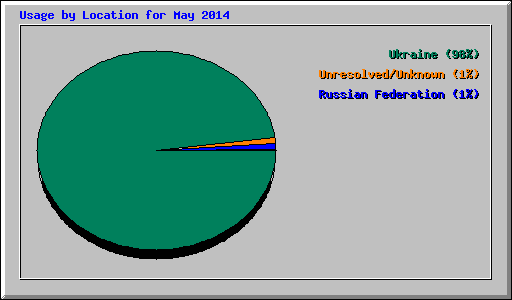 Usage by Location for May 2014
Ukraine (98%)
Unresolved/Unknown (1%)
Russian Federation (1%)